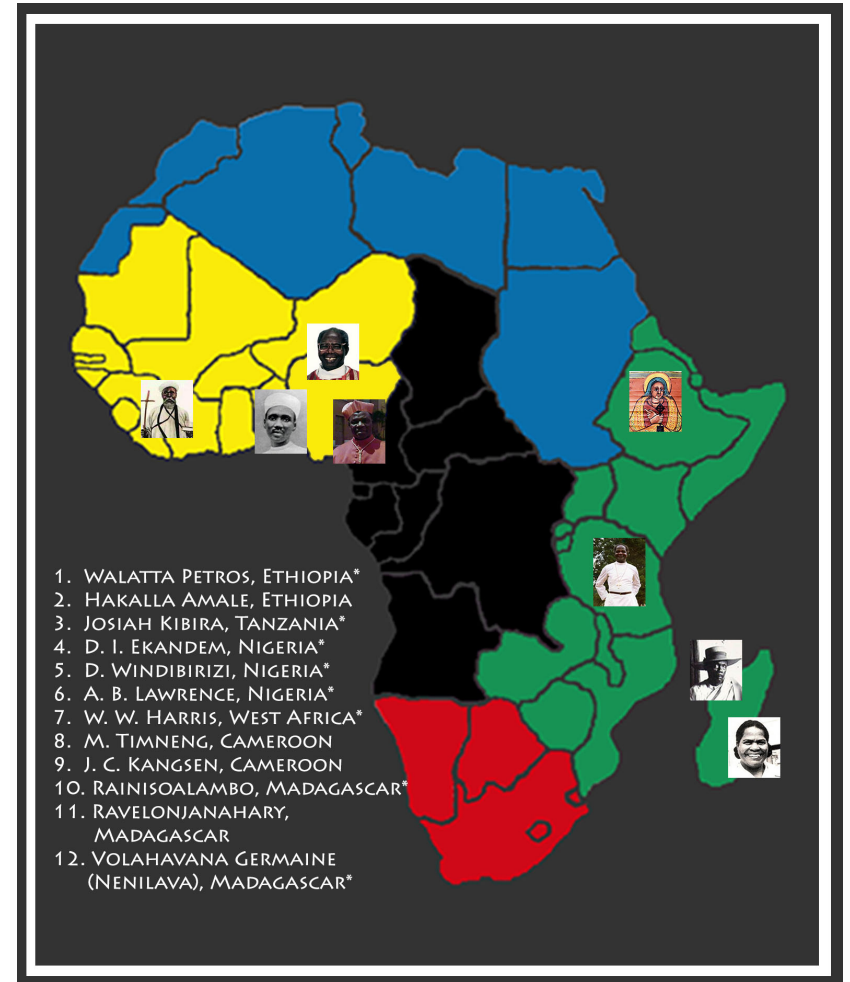 1. Walatta Petros, Ethiopia*
2. Hakalla Amale, Ethiopia
3. Josiah Kibira, Tanzania*
4. D. I. Ekandem, Nigeria*
5. D. Windibirizi, Nigeria*
6. A. B. Lawrence, Nigeria*
7. W. W. Harris, West Africa*
8. M. Timneng, Cameroon
9. J. C. Kangsen, Cameroon
10. Rainisoalambo, Madagascar*
11. Ravelonjanahary,
Madagascar
12. Volahavana Germaine
(Nenilava), Madagascar*